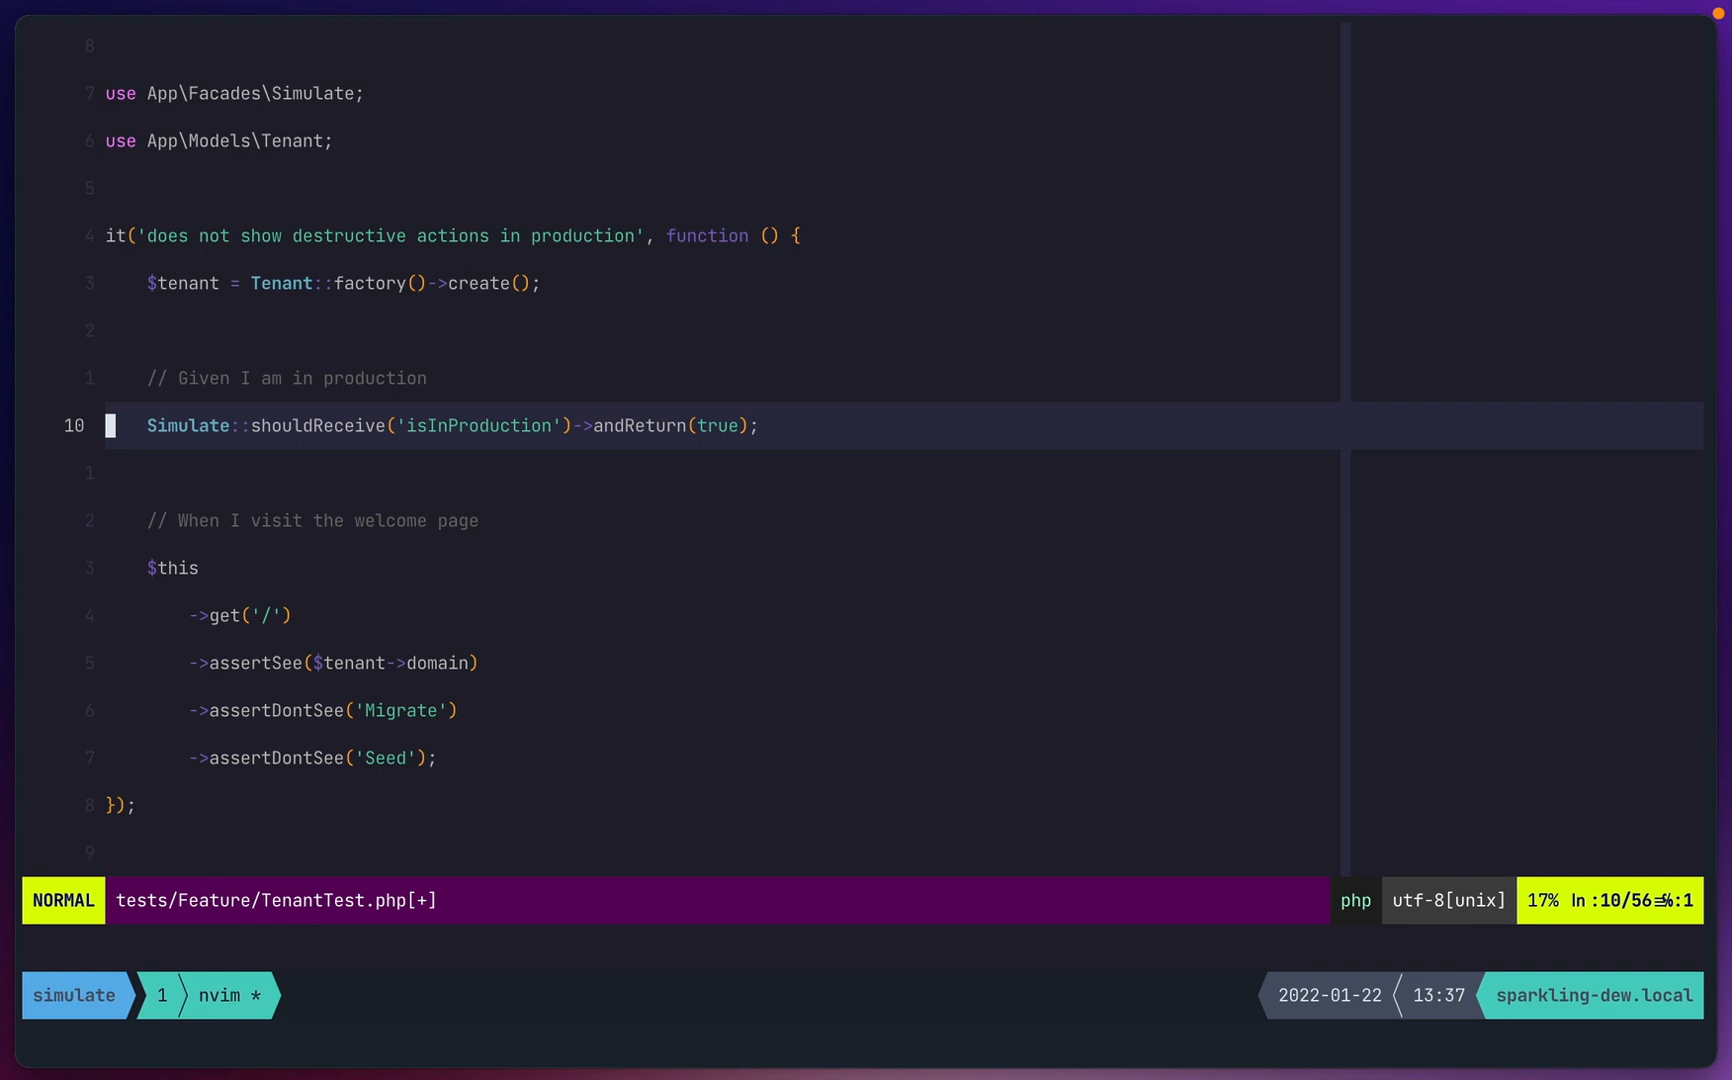 8
7 use App\Facades\Simulate;
6 use App\Models\Tenant;
5
4 it('does not show destructive actions in production', function () {
3     $tenant = Tenant::factory()->create();
2
1     // Given I am in production
10     Simulate::shouldReceive('isInProduction')->andReturn(true);
1
2     // When I visit the welcome page
3     $this
4         ->get('/')
5         ->assertSee($tenant->domain)
6         ->assertDontSee('Migrate')
7         ->assertDontSee('Seed');
8 });
9
NORMAL tests/Feature/TenantTest.php[+] php utf-8[unix] 17% ln :10/56≡%:1
simulate 1 nvim * 2022-01-22 13:37 sparkling-dew.local